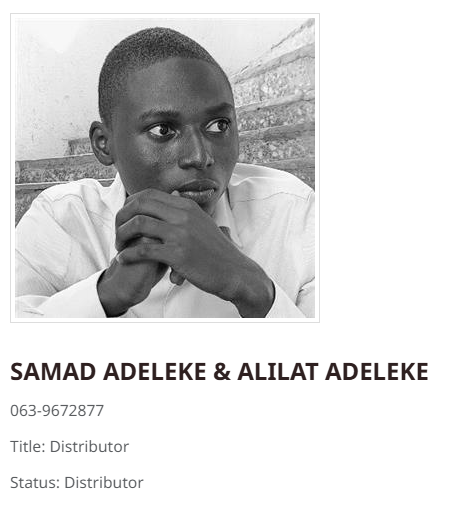 SAMAD ADELEKE & ALILAT ADELEKE
063-9672877
Title: Distributor
Status: Distributor